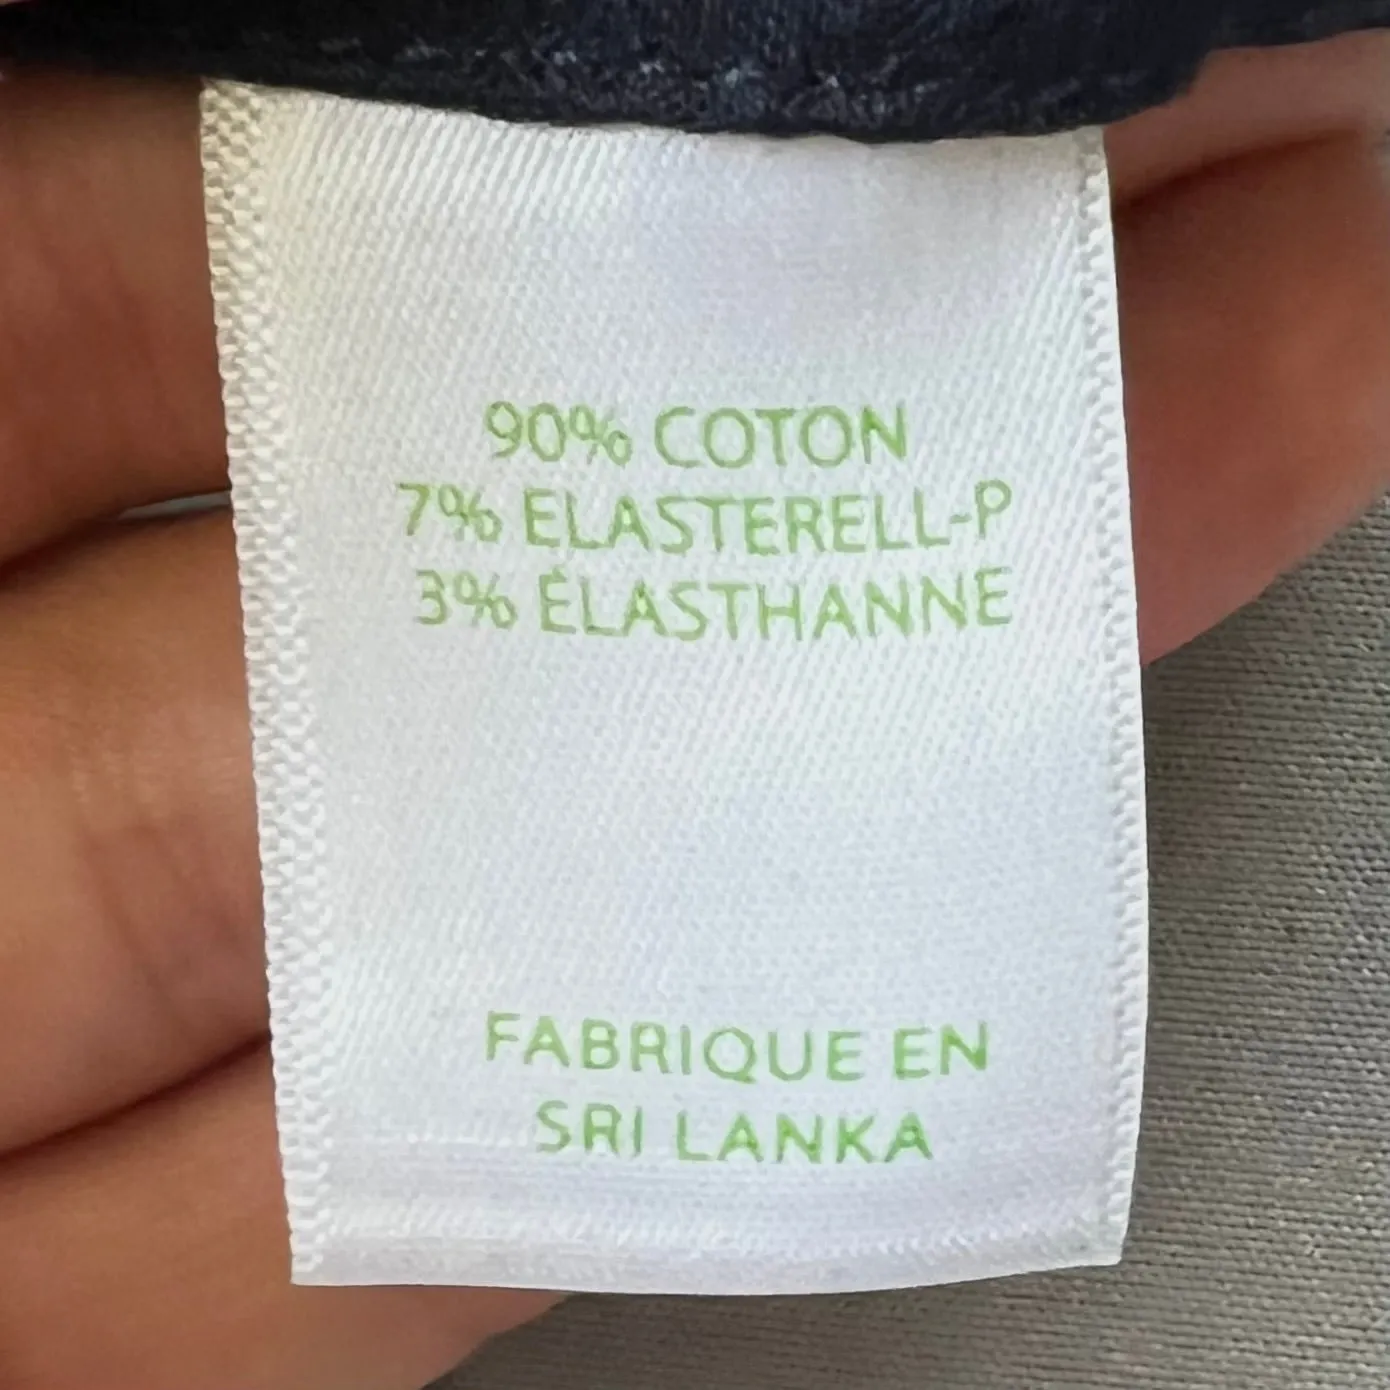 90% COTON
7% ELASTERELL-P
3% ÉLASTHANNE
FABRIQUE EN
SRI LANKA